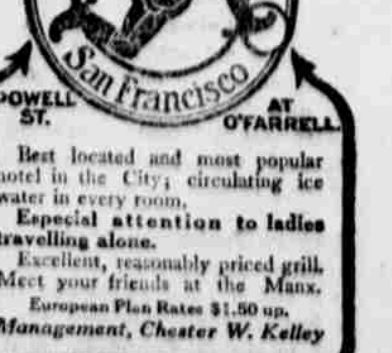 San Francisco
POWELL ST.
AT O'FARRELL.
Best located and most popular
hotel in the City; circulating ice
water in every room.
Especial attention to ladies
travelling alone.
Excellent, reasonably priced grill.
Meet your friends at the Manx.
European Plan Rates $1.50 up.
Management, Chester W. Kelley